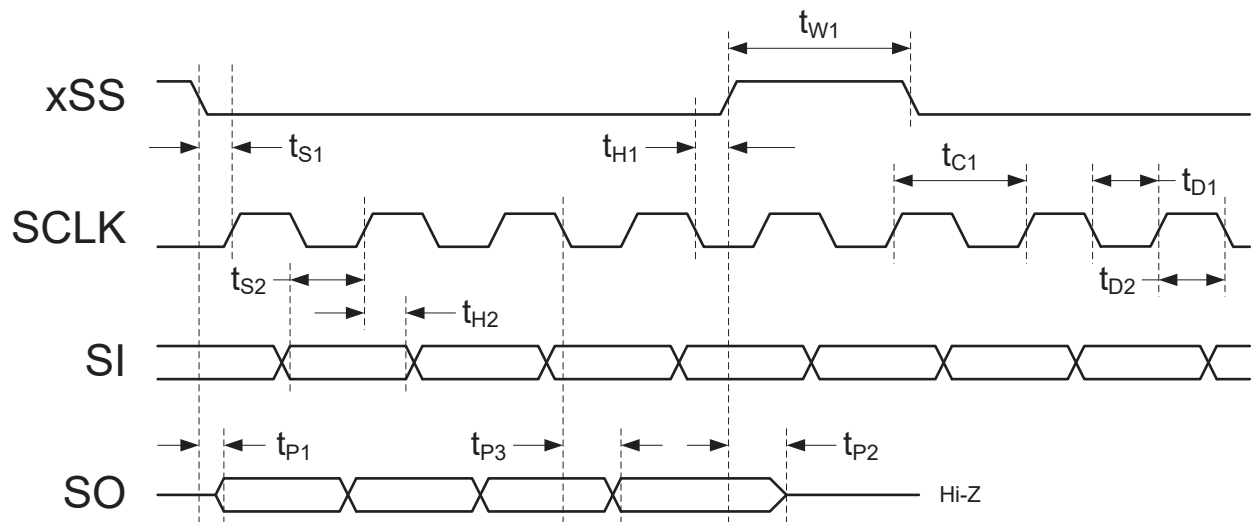 tW1
xSS
tS1
tH1
tC1
tD1
SCLK
tS2
tD2
tH2
SI
tP1
tP3
tP2
SO
Hi-Z